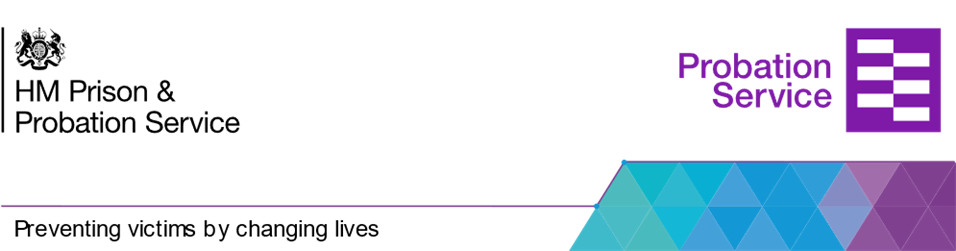 HM Prison &
Probation Service
Probation
Service
Preventing victims by changing lives